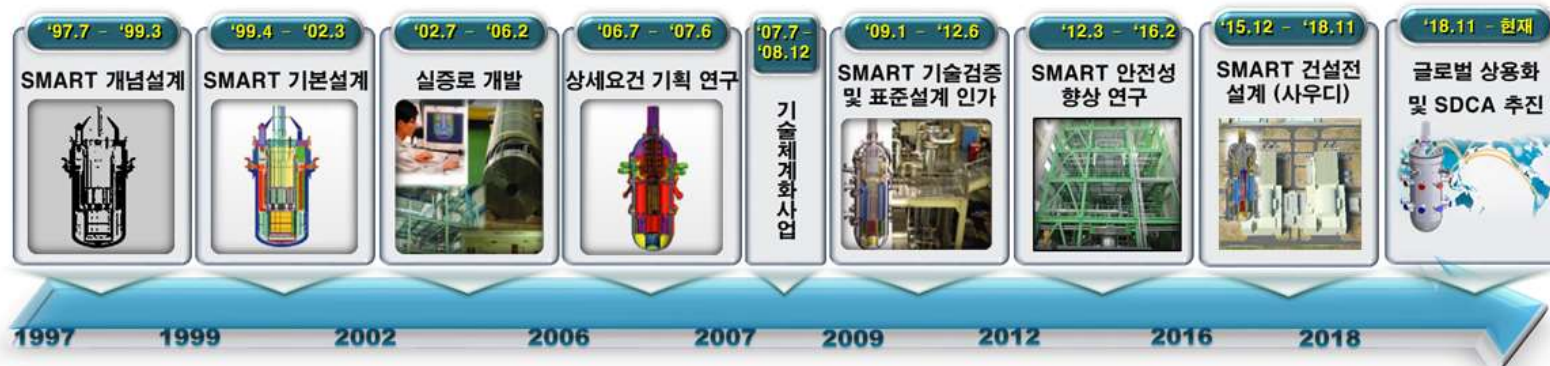 ‘97.7 – ‘99.3
SMART 개념설계
‘99.4 – ‘02.3
SMART 기본설계
‘02.7 – ‘06.2
실증로 개발
‘06.7 – ‘07.6
상세요건 기획 연구
‘07.7 –
‘08.12
기술체계화사업
‘09.1 – ‘12.6
SMART 기술검증
및 표준설계 인가
‘12.3 – ‘16.2
SMART 안전성
향상 연구
‘15.12 – ‘18.11
SMART 건설전
설계 (사우디)
‘18.11 – 현재
글로벌 상용화
및 SDCA 추진
1997
1999
2002
2006
2007
2009
2012
2016
2018